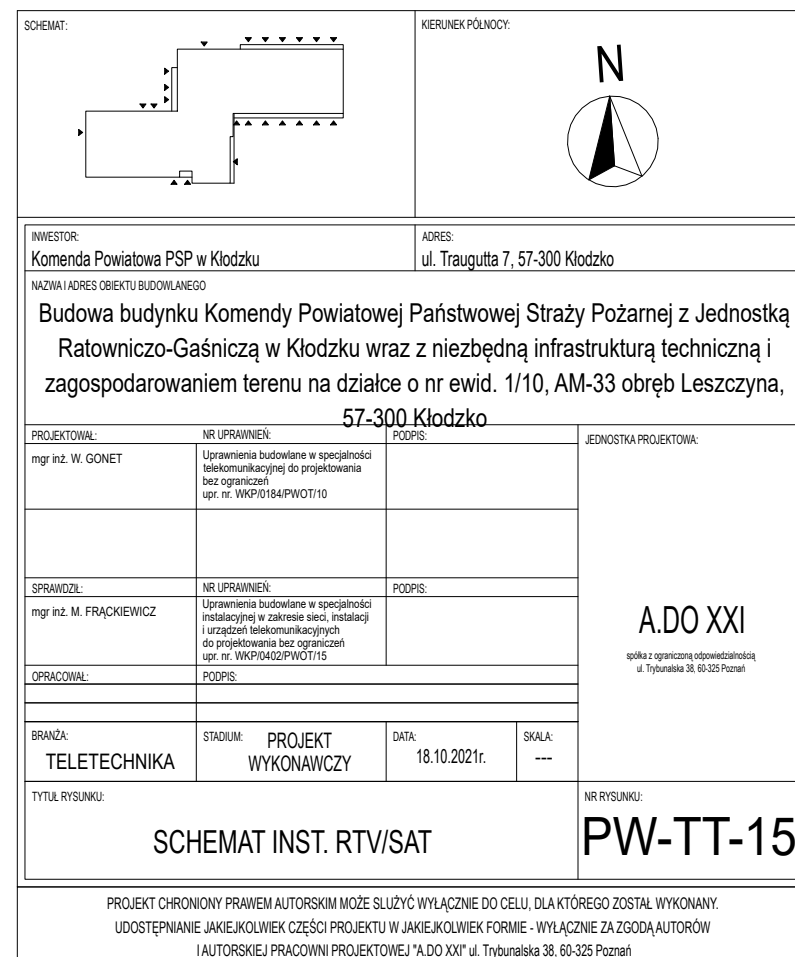 SCHEMAT:
KIERUNEK PÓŁNOCY:
N
INWESTOR:
Komenda Powiatowa PSP w Kłodzku
ADRES:
ul. Traugutta 7, 57-300 Kłodzko
NAZWA I ADRES OBIEKTU BUDOWLANEGO
Budowa budynku Komendy Powiatowej Państwowej Straży Pożarnej z Jednostką
Ratowniczo-Gaśniczą w Kłodzku wraz z niezbędną infrastrukturą techniczną i
zagospodarowaniem terenu na działce o nr ewid. 1/10, AM-33 obręb Leszczyna,
57-300 Kłodzko
PROJEKTOWAŁ:
NR UPRAWNIEŃ:
PODPIS:
JEDNOSTKA PROJEKTOWA:
mgr inż. W. GONET
Uprawnienia budowlane w specjalności
telekomunikacyjnej do projektowania
bez ograniczeń
upr. nr. WKP/0184/PWOT/10
SPRAWDZIŁ:
NR UPRAWNIEŃ:
PODPIS:
mgr inż. M. FRĄCKIEWICZ
Uprawnienia budowlane w specjalności
instalacyjnej w zakresie sieci, instalacji
i urządzeń telekomunikacyjnych
do projektowania bez ograniczeń
upr. nr. WKP/0402/PWOT/15
A.DO XXI
spółka z ograniczoną odpowiedzialnością
ul. Trybunalska 38, 60-325 Poznań
OPRACOWAŁ:
PODPIS:
BRANŻA:
TELETECHNIKA
STADIUM: PROJEKT
WYKONAWCZY
DATA:
18.10.2021r.
SKALA:
---
TYTUŁ RYSUNKU:
SCHEMAT INST. RTV/SAT
NR RYSUNKU:
PW-TT-15
PROJEKT CHRONIONY PRAWEM AUTORSKIM MOŻE SLUŻYĆ WYŁĄCZNIE DO CELU, DLA KTÓREGO ZOSTAŁ WYKONANY.
UDOSTĘPNIANIE JAKIEJKOLWIEK CZĘŚCI PROJEKTU W JAKIEJKOLWIEK FORMIE - WYŁĄCZNIE ZA ZGODĄ AUTORÓW
I AUTORSKIEJ PRACOWNI PROJEKTOWEJ "A.DO XXI" ul. Trybunalska 38, 60-325 Poznań